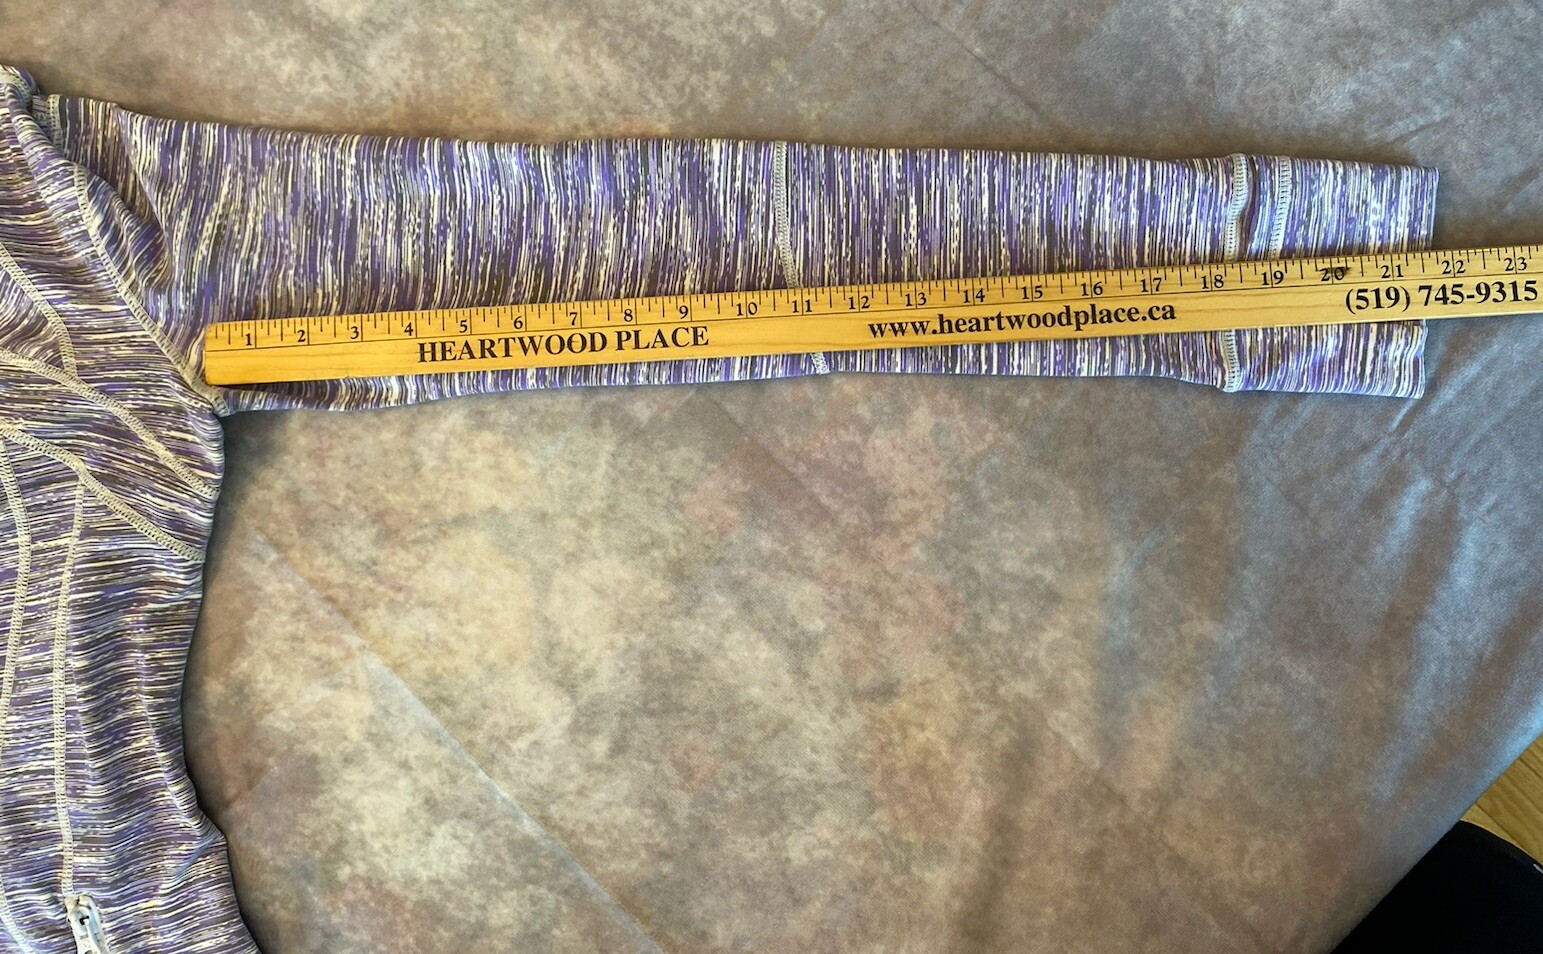 1 2 3 4 5 6 7 8 9 10 11 12 13 14 15 16 17 18 19 20 21 22 23
HEARTWOOD PLACE www.heartwoodplace.ca (519) 745-9315